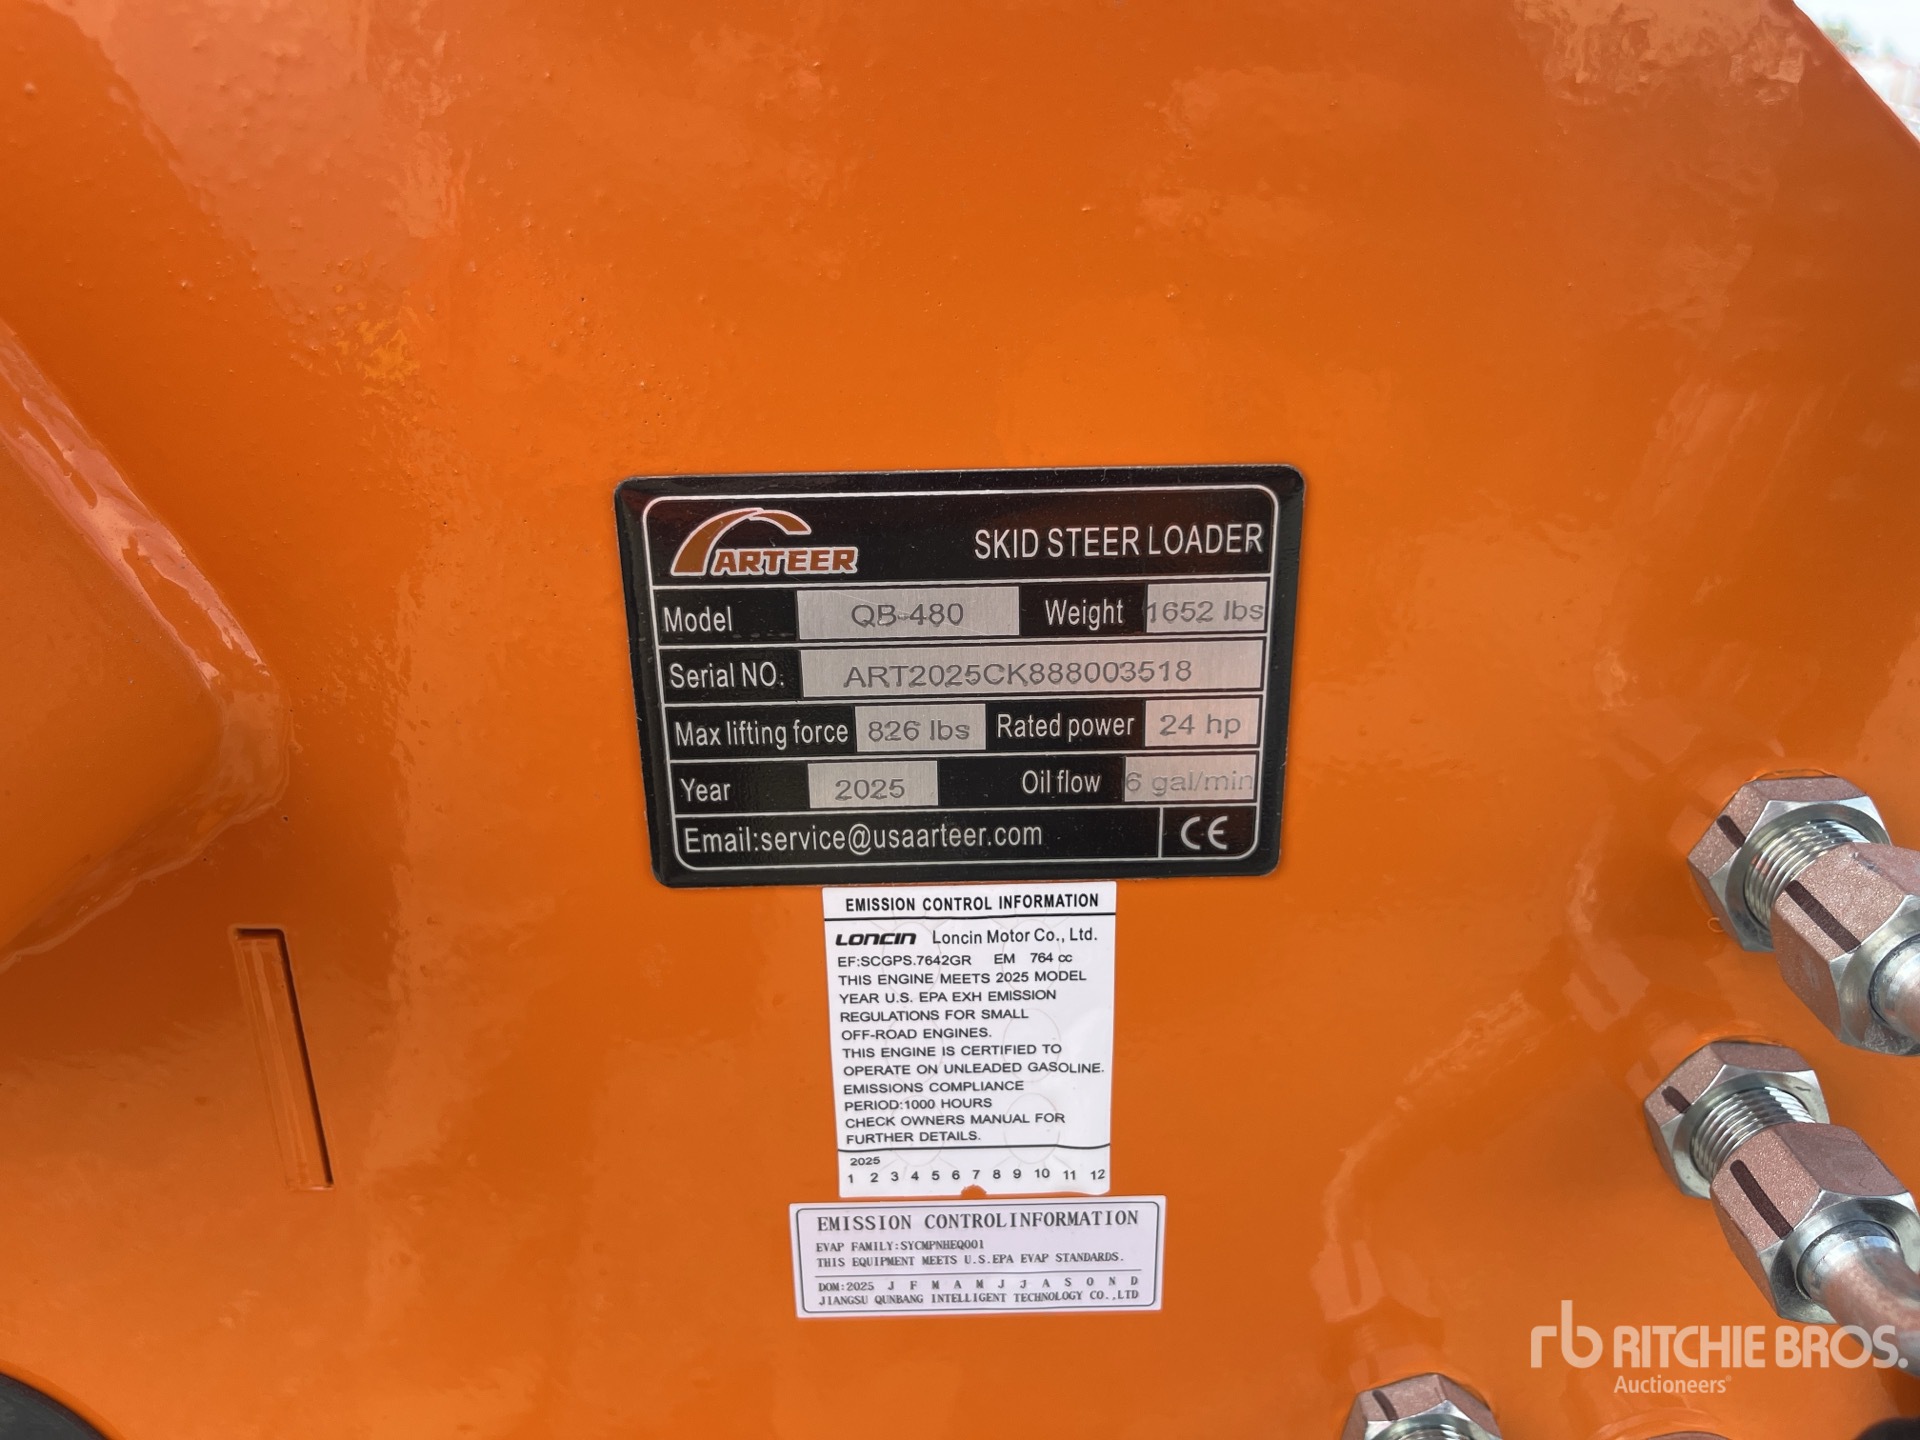 ARTEER SKID STEER LOADER
Model QB-480 Weight 1652 lbs
Serial NO. ART2025CK888003518
Max lifting force 826 lbs Rated power 24 hp
Year 2025 Oil flow 6 gal/min
Email:service@usaarteer.com CE
EMISSION CONTROL INFORMATION
LONCIN Loncin Motor Co., Ltd.
EF:SCGPS.7642GR EM 764 cc
THIS ENGINE MEETS 2025 MODEL
YEAR U.S. EPA EXH EMISSION
REGULATIONS FOR SMALL
OFF-ROAD ENGINES.
THIS ENGINE IS CERTIFIED TO
OPERATE ON UNLEADED GASOLINE.
EMISSIONS COMPLIANCE
PERIOD:1000 HOURS
CHECK OWNERS MANUAL FOR
FURTHER DETAILS.
2025
1 2 3 4 5 6 7 8 9 10 11 12
EMISSION CONTROLINFORMATION
EVAP FAMILY:SYCMPNHEQ001
THIS EQUIPMENT MEETS U.S.EPA EVAP STANDARDS.
DOM:2025 J F M A M J J A S O N D
JIANGSU QUNBANG INTELLIGENT TECHNOLOGY CO.,LTD
rb RITCHIE BROS.
Auctioneers